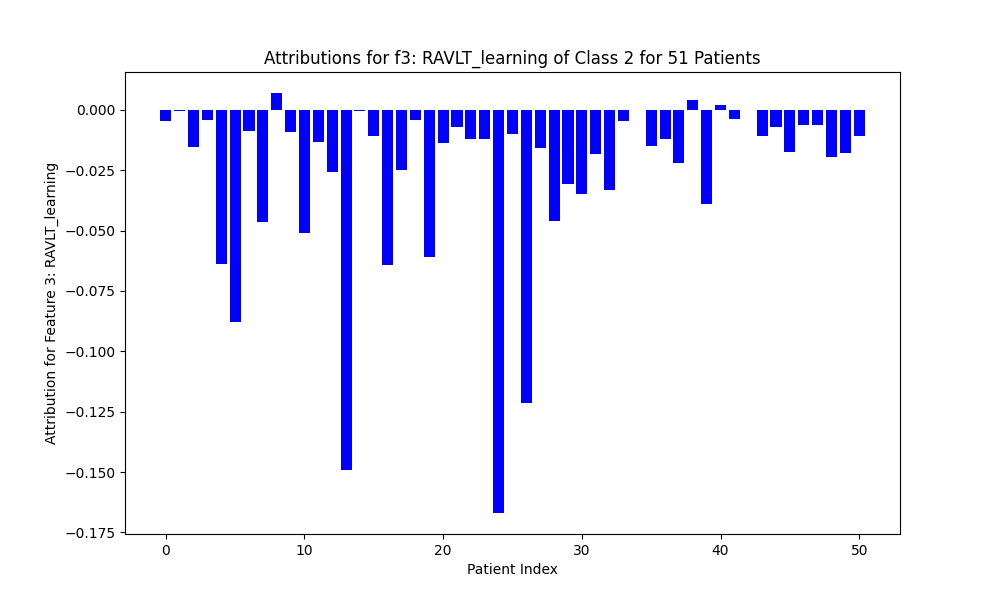 Attributions for f3: RAVLT_learning of Class 2 for 51 Patients
Attribution for Feature 3: RAVLT_learning
0.000
−0.025
−0.050
−0.075
−0.100
−0.125
−0.150
−0.175
0 10 20 30 40 50
Patient Index